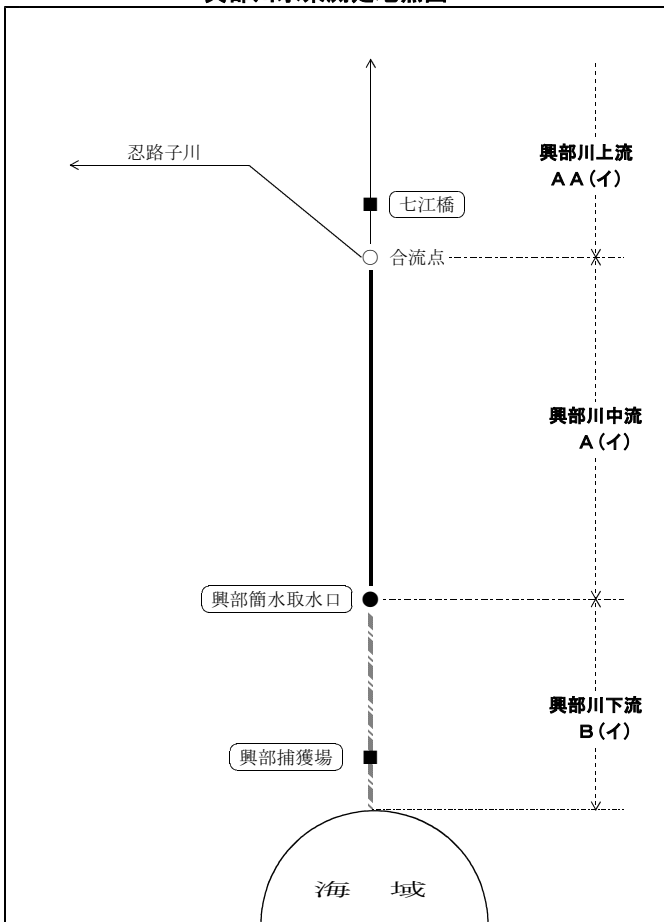 忍路子川
興部川上流
AA(イ)
七江橋
合流点
興部川中流
A(イ)
興部簡水取水口
興部川下流
B(イ)
興部捕獲場
海 域